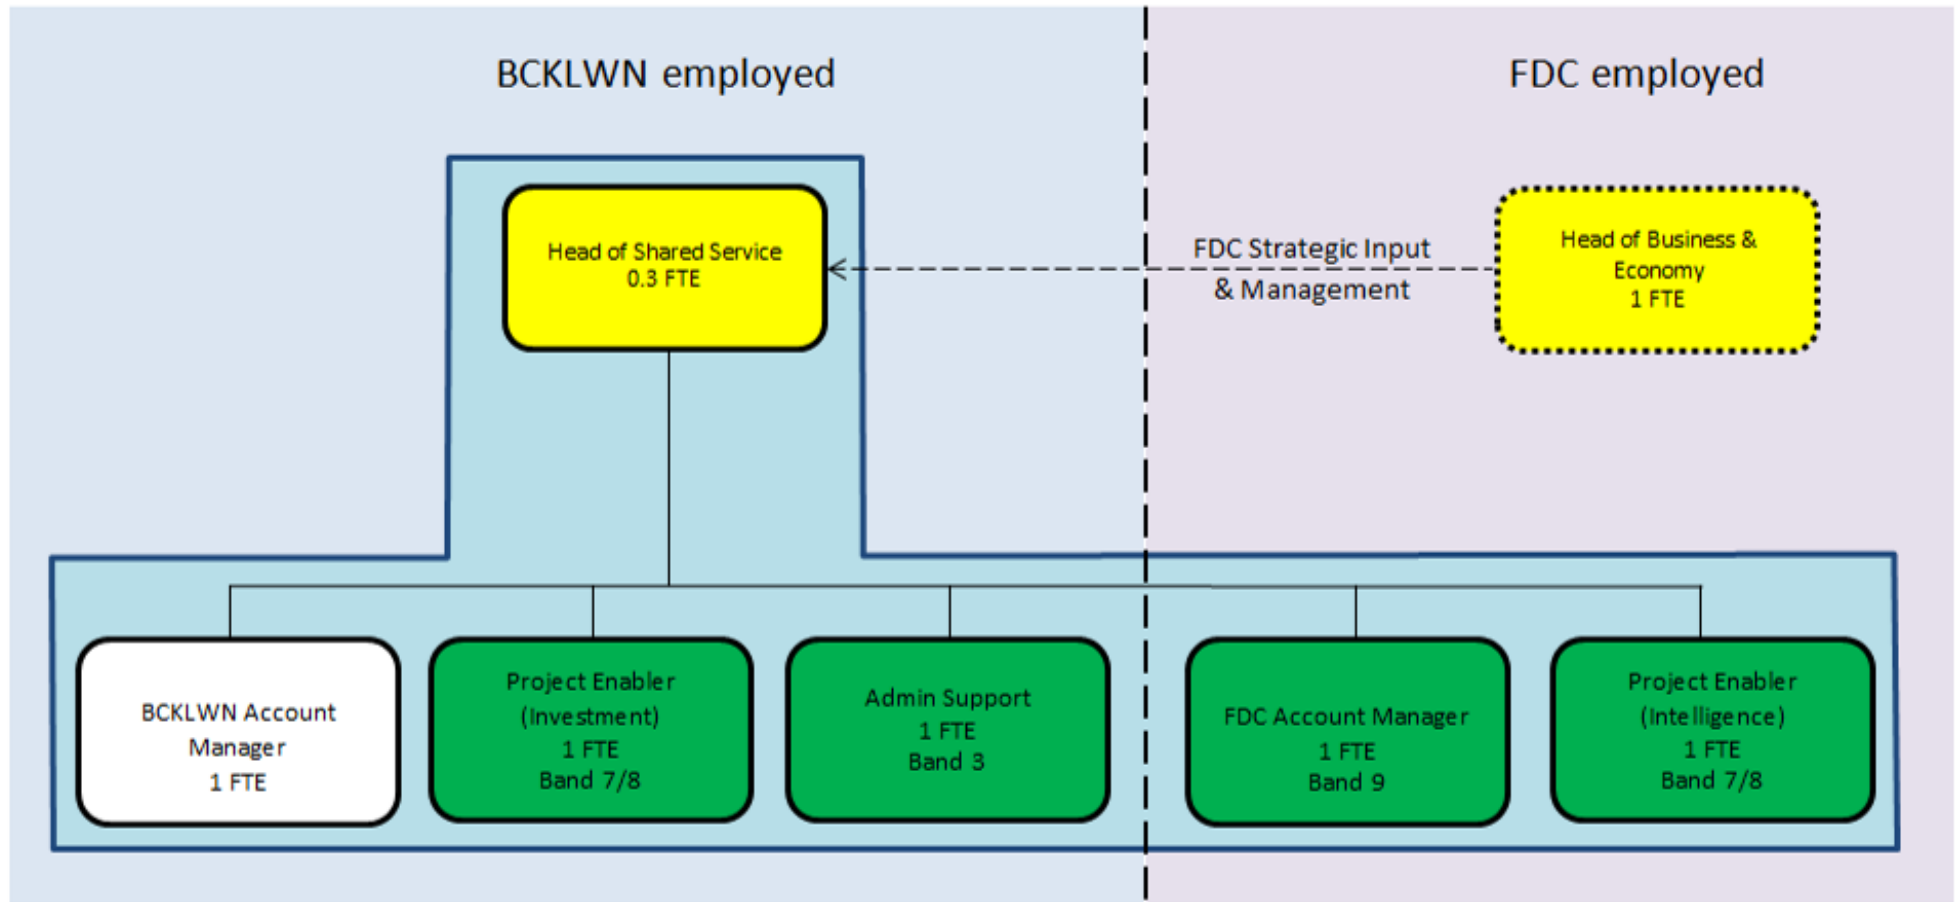 BCKLWN employed
FDC employed
Head of Shared Service
0.3 FTE
FDC Strategic Input
& Management
Head of Business &
Economy
1 FTE
BCKLWN Account
Manager
1 FTE
Project Enabler
(Investment)
1 FTE
Band 7/8
Admin Support
1 FTE
Band 3
FDC Account Manager
1 FTE
Band 9
Project Enabler
(Intelligence)
1 FTE
Band 7/8